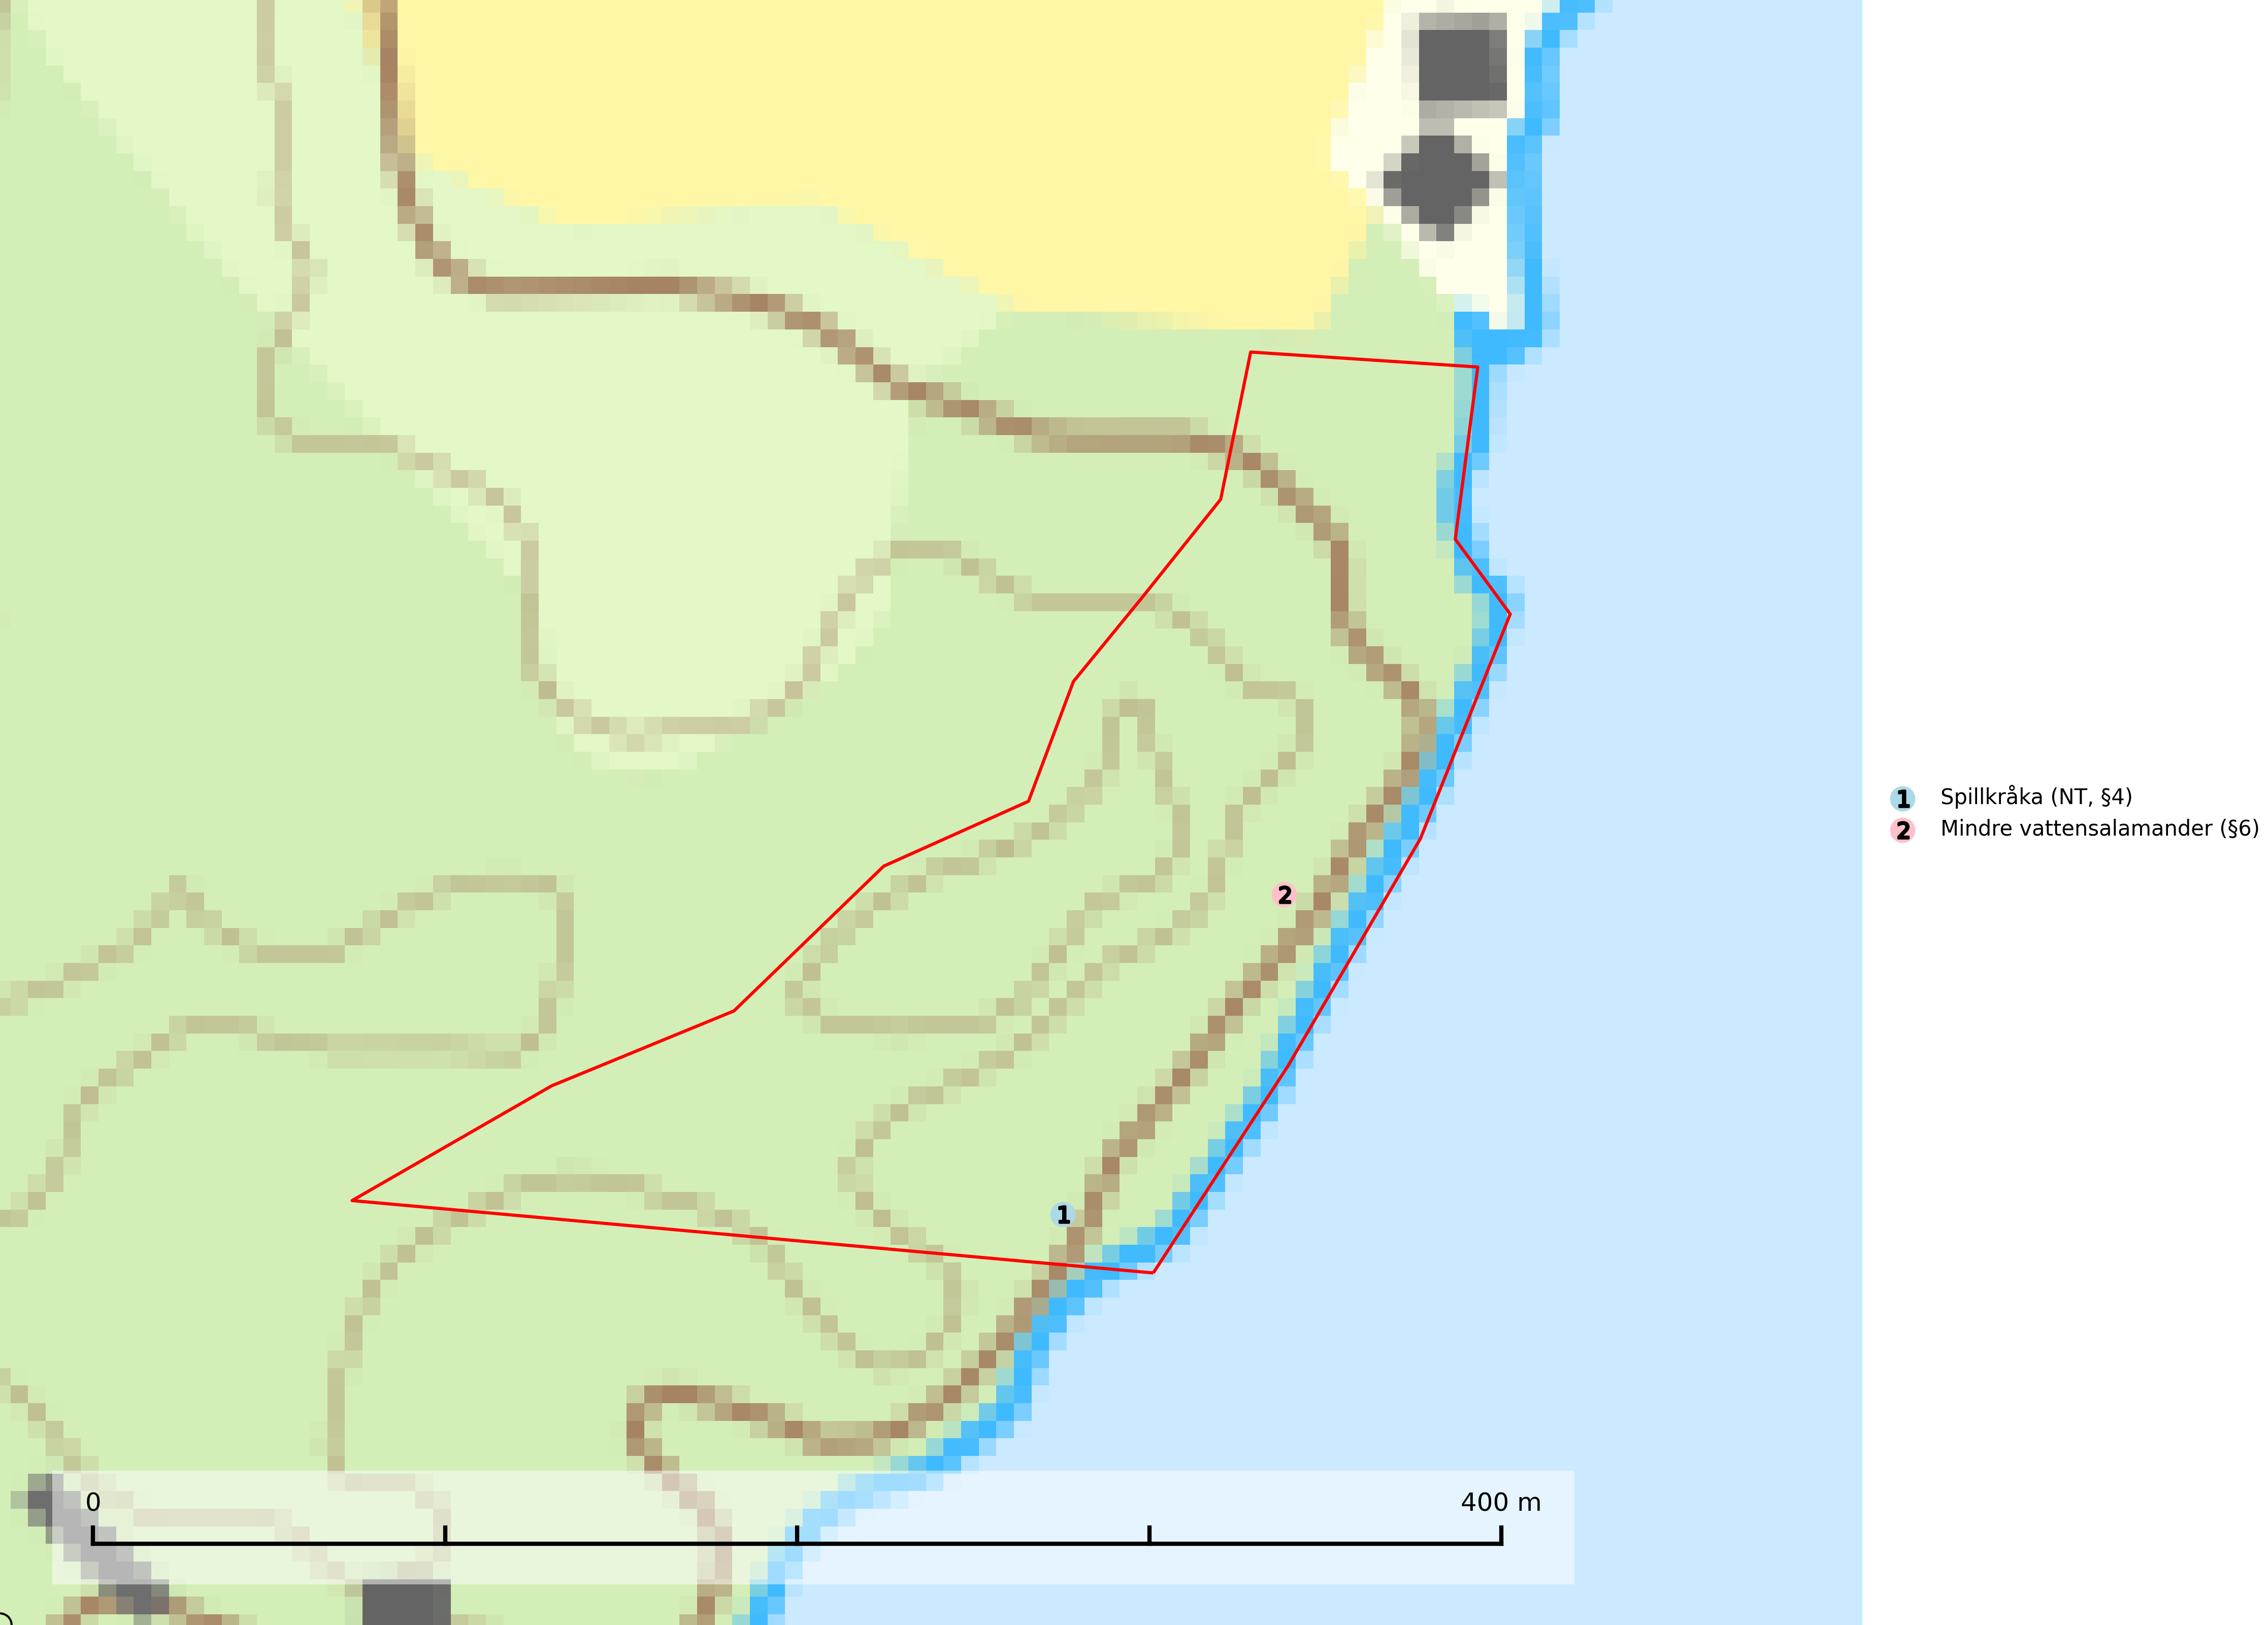 1 Spillkråka (NT, §4)
2 Mindre vattensalamander (§6)
2
1
0 400 m